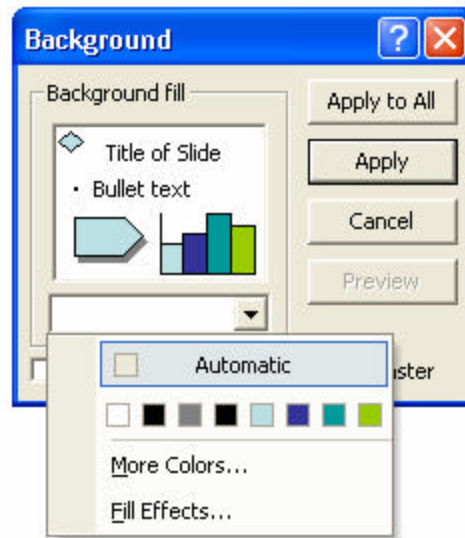 Background
Background fill
Title of Slide
• Bullet text
Apply to All
Apply
Cancel
Preview
Automatic
More Colors...
Fill Effects...